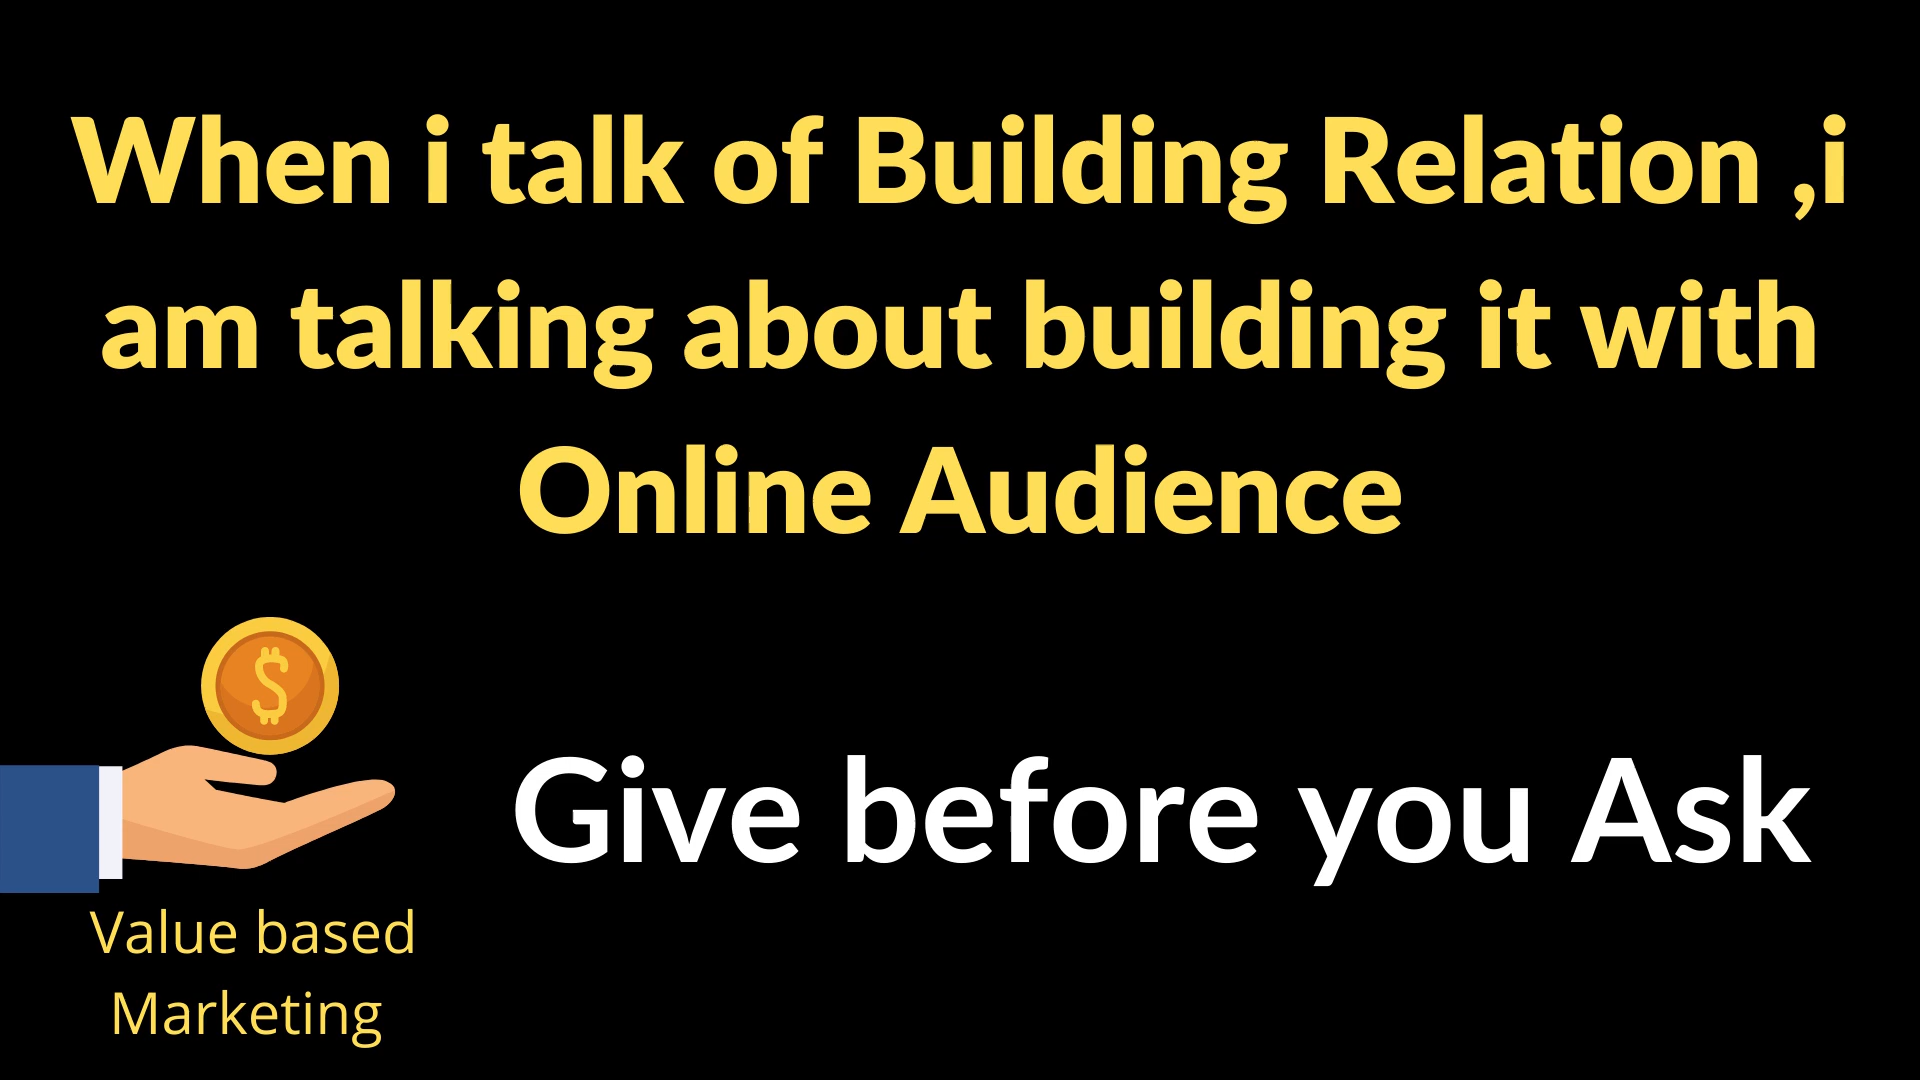 When i talk of Building Relation ,i
am talking about building it with
Online Audience
$
Give before you Ask
Value based
Marketing